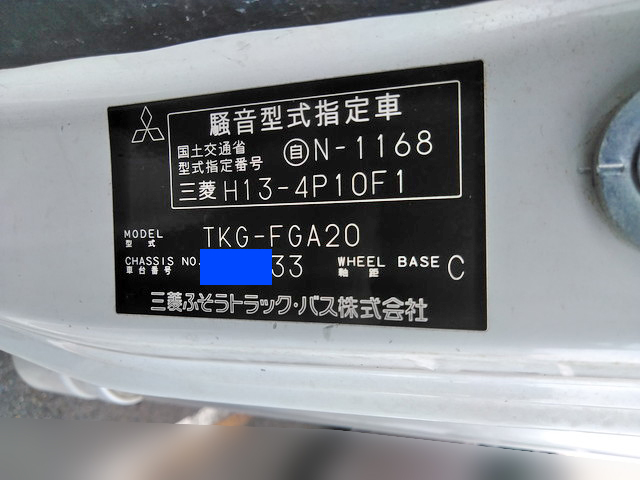 騒音型式指定車
国土交通省
型式指定番号 自N-1168
三菱 H13-4P10F1
MODEL
型式 TKG-FGA20
CHASSIS NO. 33 WHEEL BASE C
車台番号 軸距
三菱ふそうトラック・バス株式会社